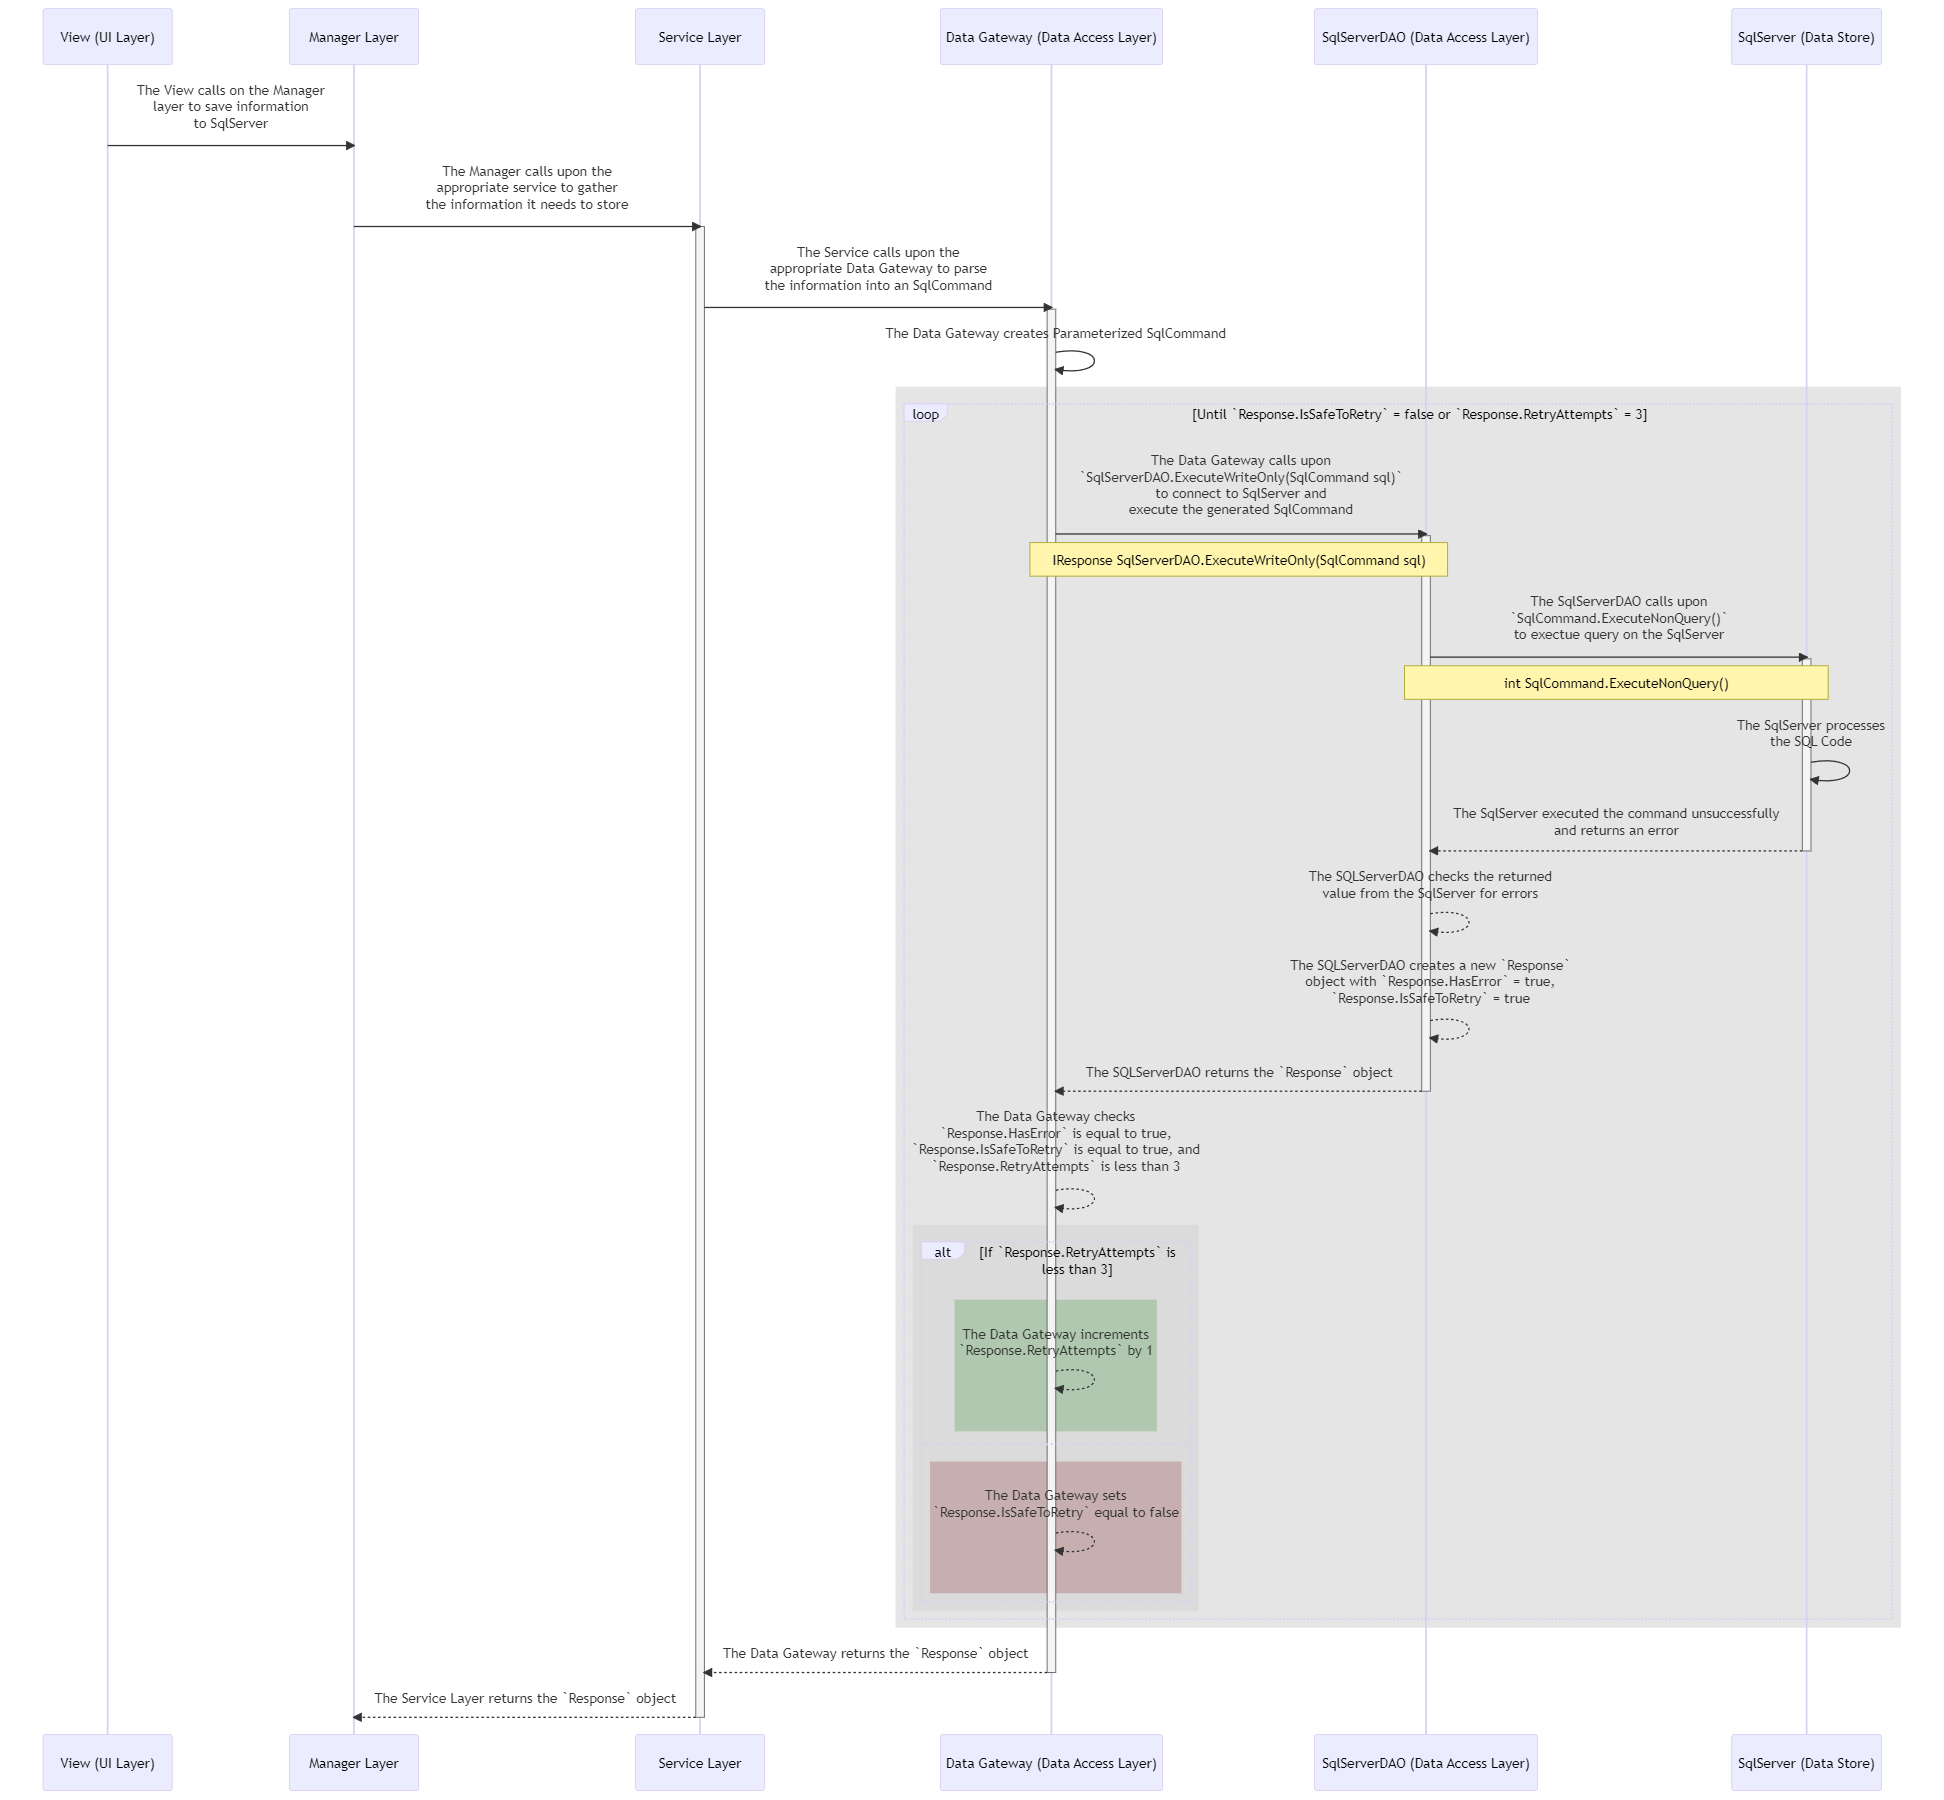 View (UI Layer)
Manager Layer
Service Layer
Data Gateway (Data Access Layer)
SqlServerDAO (Data Access Layer)
SqlServer (Data Store)
The View calls on the Manager
layer to save information
to SqlServer
The Manager calls upon the
appropriate service to gather
the information it needs to store
The Service calls upon the
appropriate Data Gateway to parse
the information into an SqlCommand
The Data Gateway creates Parameterized SqlCommand
loop
[Until `Response.IsSafeToRetry` = false or `Response.RetryAttempts` = 3]
The Data Gateway calls upon
`SqlServerDAO.ExecuteWriteOnly(SqlCommand sql)`
to connect to SqlServer and
execute the generated SqlCommand
IResponse SqlServerDAO.ExecuteWriteOnly(SqlCommand sql)
The SqlServerDAO calls upon
`SqlCommand.ExecuteNonQuery()`
to exectue query on the SqlServer
int SqlCommand.ExecuteNonQuery()
The SqlServer processes
the SQL Code
The SqlServer executed the command unsuccessfully
and returns an error
The SQLServerDAO checks the returned
value from the SqlServer for errors
The SQLServerDAO creates a new `Response`
object with `Response.HasError` = true,
`Response.IsSafeToRetry` = true
The SQLServerDAO returns the `Response` object
The Data Gateway checks
`Response.HasError` is equal to true,
`Response.IsSafeToRetry` is equal to true, and
`Response.RetryAttempts` is less than 3
alt
[If `Response.RetryAttempts` is
less than 3]
The Data Gateway increments
`Response.RetryAttempts` by 1
The Data Gateway sets
`Response.IsSafeToRetry` equal to false
The Data Gateway returns the `Response` object
The Service Layer returns the `Response` object
View (UI Layer)
Manager Layer
Service Layer
Data Gateway (Data Access Layer)
SqlServerDAO (Data Access Layer)
SqlServer (Data Store)